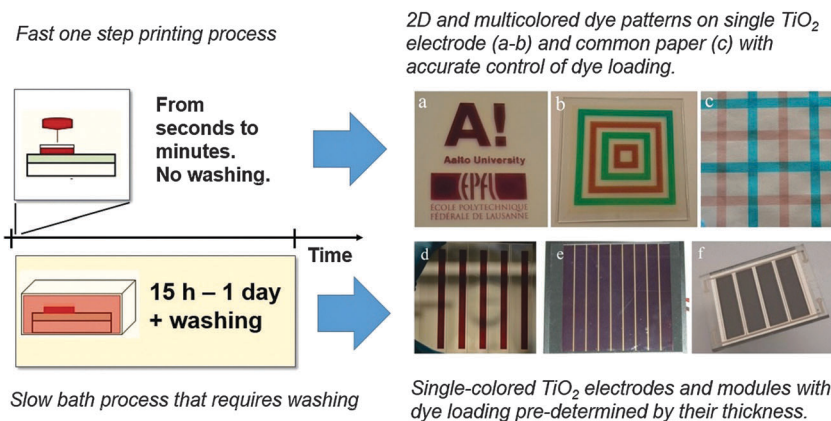 Fast one step printing process
2D and multicolored dye patterns on single TiO₂
electrode (a-b) and common paper (c) with
accurate control of dye loading.
From
seconds to
minutes.
No washing.
a
A!
Aalto University
EPFL
ÉCOLE POLYTECHNIQUE
FÉDÉRALE DE LAUSANNE
b
c
Time
15 h – 1 day
+ washing
d
e
f
Slow bath process that requires washing
Single-colored TiO₂ electrodes and modules with
dye loading pre-determined by their thickness.